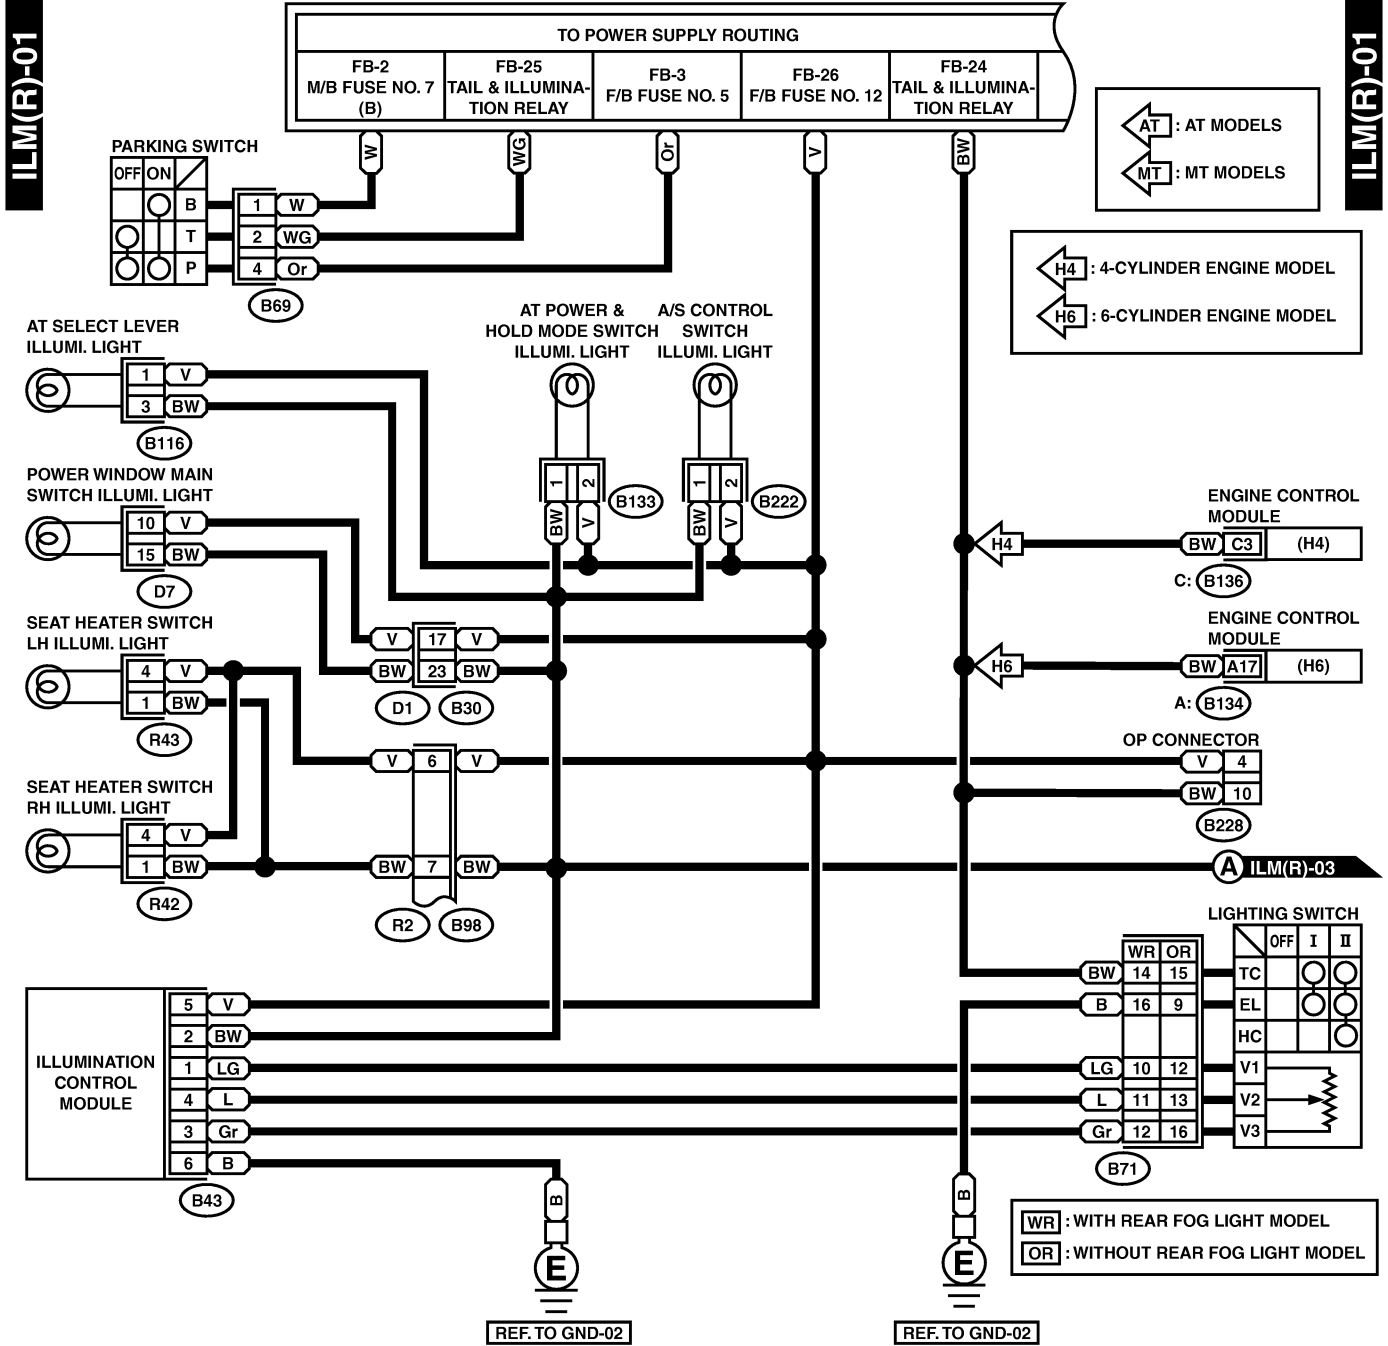 ILM(R)-01
ILM(R)-01
TO POWER SUPPLY ROUTING
FB-2
M/B FUSE NO. 7
(B)
FB-25
TAIL & ILLUMINA-
TION RELAY
FB-3
F/B FUSE NO. 5
FB-26
F/B FUSE NO. 12
FB-24
TAIL & ILLUMINA-
TION RELAY
W
WG
Or
V
BW
AT : AT MODELS
MT : MT MODELS
H4 : 4-CYLINDER ENGINE MODEL
H6 : 6-CYLINDER ENGINE MODEL
PARKING SWITCH
OFF ON
B 1 W
T 2 WG
P 4 Or
B69
AT SELECT LEVER
ILLUMI. LIGHT
1 V
3 BW
B116
AT POWER &
HOLD MODE SWITCH
ILLUMI. LIGHT
1 2
BW V
B133
A/S CONTROL
SWITCH
ILLUMI. LIGHT
1 2
BW V
B222
POWER WINDOW MAIN
SWITCH ILLUMI. LIGHT
10 V
15 BW
D7
V 17 V
BW 23 BW
D1 B30
SEAT HEATER SWITCH
LH ILLUMI. LIGHT
4 V
1 BW
R43
V 6 V
BW 7 BW
R2 B98
SEAT HEATER SWITCH
RH ILLUMI. LIGHT
4 V
1 BW
R42
ENGINE CONTROL
MODULE
H4 BW C3 (H4)
C: B136
ENGINE CONTROL
MODULE
H6 BW A17 (H6)
A: B134
OP CONNECTOR
V 4
BW 10
B228
A ILM(R)-03
LIGHTING SWITCH
OFF I II
WR OR
BW 14 15 TC
B 16 9 EL
HC
LG 10 12 V1
L 11 13 V2
Gr 12 16 V3
B71
ILLUMINATION
CONTROL
MODULE
5 V
2 BW
1 LG
4 L
3 Gr
6 B
B43
B
E
REF. TO GND-02
B
E
REF. TO GND-02
WR : WITH REAR FOG LIGHT MODEL
OR : WITHOUT REAR FOG LIGHT MODEL